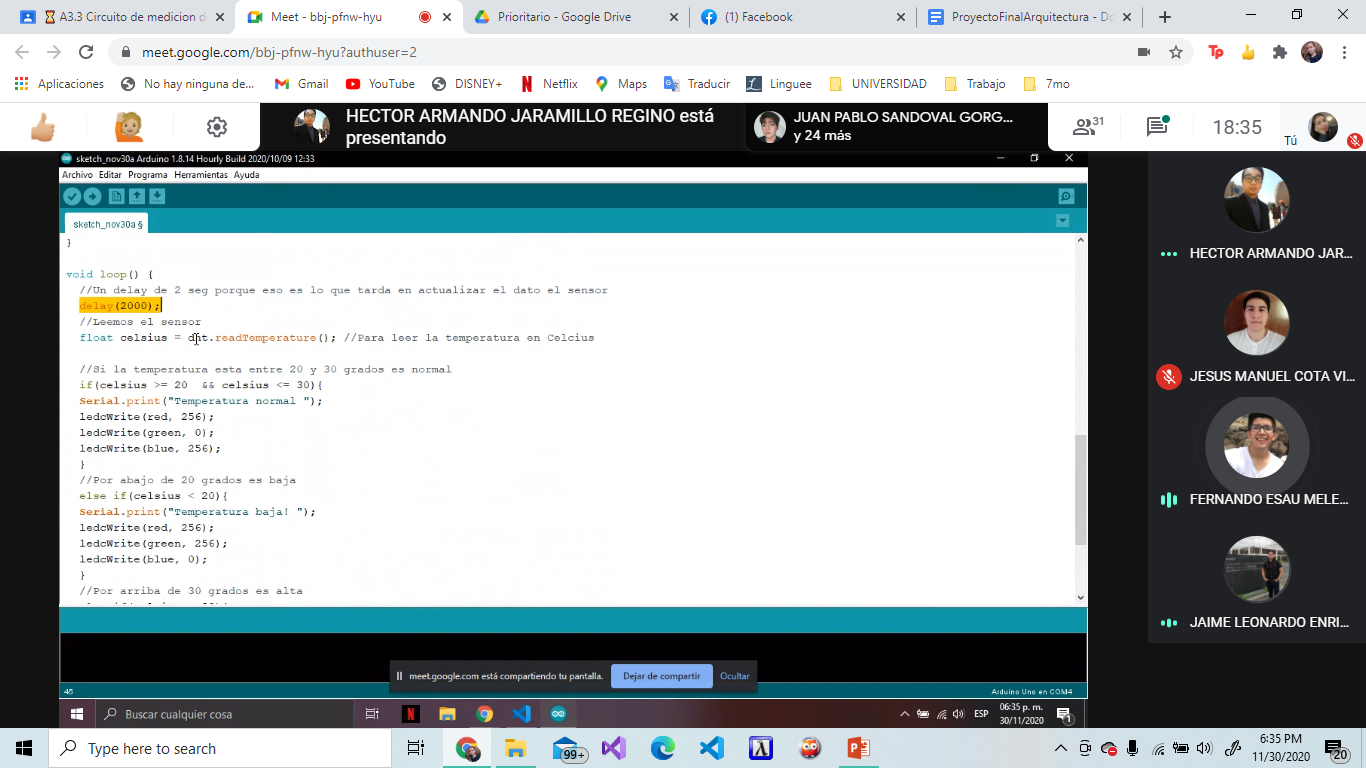 A3.3 Circuito de medicion d
Meet - bbj-pfnw-hyu
Prioritario - Google Drive
(1) Facebook
ProyectoFinalArquitectura - Do
meet.google.com/bbj-pfnw-hyu?authuser=2
Aplicaciones
No hay ninguna de...
Gmail
YouTube
DISNEY+
Netflix
Maps
Traducir
Linguee
UNIVERSIDAD
Trabajo
7mo
HECTOR ARMANDO JARAMILLO REGINO está
presentando
JUAN PABLO SANDOVAL GORG...
y 24 más
31
18:35
Tú
sketch_nov30a Arduino 1.8.14 Hourly Build 2020/10/09 12:33
Archivo Editar Programa Herramientas Ayuda
sketch_nov30a §
}
void loop() {
//Un delay de 2 seg porque eso es lo que tarda en actualizar el dato el sensor
delay(2000);
//Leemos el sensor
float celsius = dht.readTemperature(); //Para leer la temperatura en Celcius
//Si la temperatura esta entre 20 y 30 grados es normal
if(celsius >= 20  && celsius <= 30){
Serial.print("Temperatura normal ");
ledcWrite(red, 256);
ledcWrite(green, 0);
ledcWrite(blue, 256);
}
//Por abajo de 20 grados es baja
else if(celsius < 20){
Serial.print("Temperatura baja! ");
ledcWrite(red, 256);
ledcWrite(green, 256);
ledcWrite(blue, 0);
}
//Por arriba de 30 grados es alta
HECTOR ARMANDO JAR...
JESUS MANUEL COTA VI...
FERNANDO ESAU MELE...
JAIME LEONARDO ENRI...
meet.google.com está compartiendo tu pantalla.
Dejar de compartir
Ocultar
45
Arduino Uno en COM4
Buscar cualquier cosa
ESP
06:35 p. m.
30/11/2020
1
Type here to search
99+
6:35 PM
11/30/2020
20